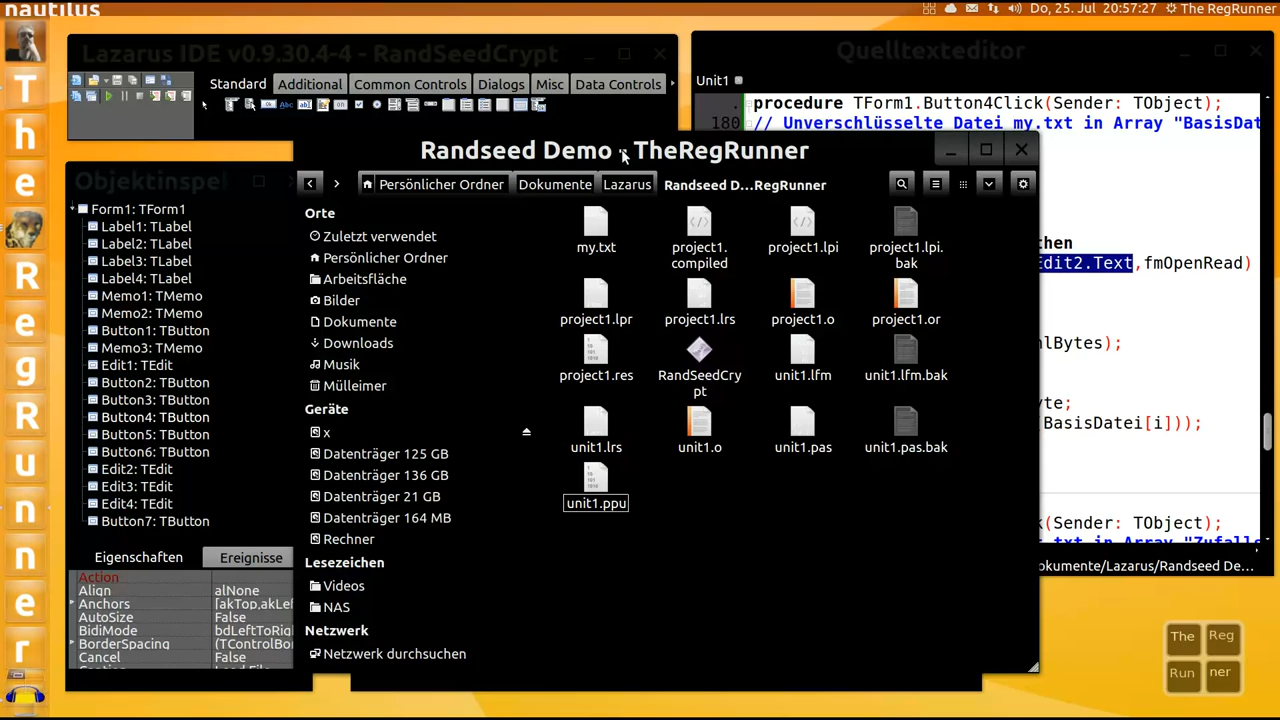 nautilus
Do, 25. Jul 20:57:27
The RegRunner
T
h
e
R
e
g
R
u
n
n
e
r
Lazarus IDE v0.9.30.4-4 - RandSeedCrypt
Standard
Additional
Common Controls
Dialogs
Misc
Data Controls
Quelltexteditor
Unit1
procedure TForm1.Button4Click(Sender: TObject);
180
// Unverschlüsselte Datei my.txt in Array "BasisDat
then
Edit2.Text,fmOpenRead)
lBytes);
yte;
(BasisDatei[i]));
k(Sender: TObject);
.txt in Array "Zufalls
okumente/Lazarus/Randseed De...
Objektinspe
Form1: TForm1
Label1: TLabel
Label2: TLabel
Label3: TLabel
Label4: TLabel
Memo1: TMemo
Memo2: TMemo
Button1: TButton
Memo3: TMemo
Edit1: TEdit
Button2: TButton
Button3: TButton
Button4: TButton
Button5: TButton
Button6: TButton
Edit2: TEdit
Edit3: TEdit
Edit4: TEdit
Button7: TButton
Eigenschaften
Ereignisse
Action
Align
alNone
Anchors
[akTop,akLef
AutoSize
False
BidiMode
bdLeftToRig
BorderSpacing
(TControlBor
Cancel
False
Randseed Demo - TheRegRunner
Persönlicher Ordner
Dokumente
Lazarus
Randseed D...RegRunner
Orte
Zuletzt verwendet
Persönlicher Ordner
Arbeitsfläche
Bilder
Dokumente
Downloads
Musik
Mülleimer
Geräte
x
Datenträger 125 GB
Datenträger 136 GB
Datenträger 21 GB
Datenträger 164 MB
Rechner
Lesezeichen
Videos
NAS
Netzwerk
Netzwerk durchsuchen
my.txt
project1.
compiled
project1.lpi
project1.lpi.
bak
project1.lpr
project1.lrs
project1.o
project1.or
project1.res
RandSeedCry
pt
unit1.lfm
unit1.lfm.bak
unit1.lrs
unit1.o
unit1.pas
unit1.pas.bak
unit1.ppu
The
Reg
Run
ner